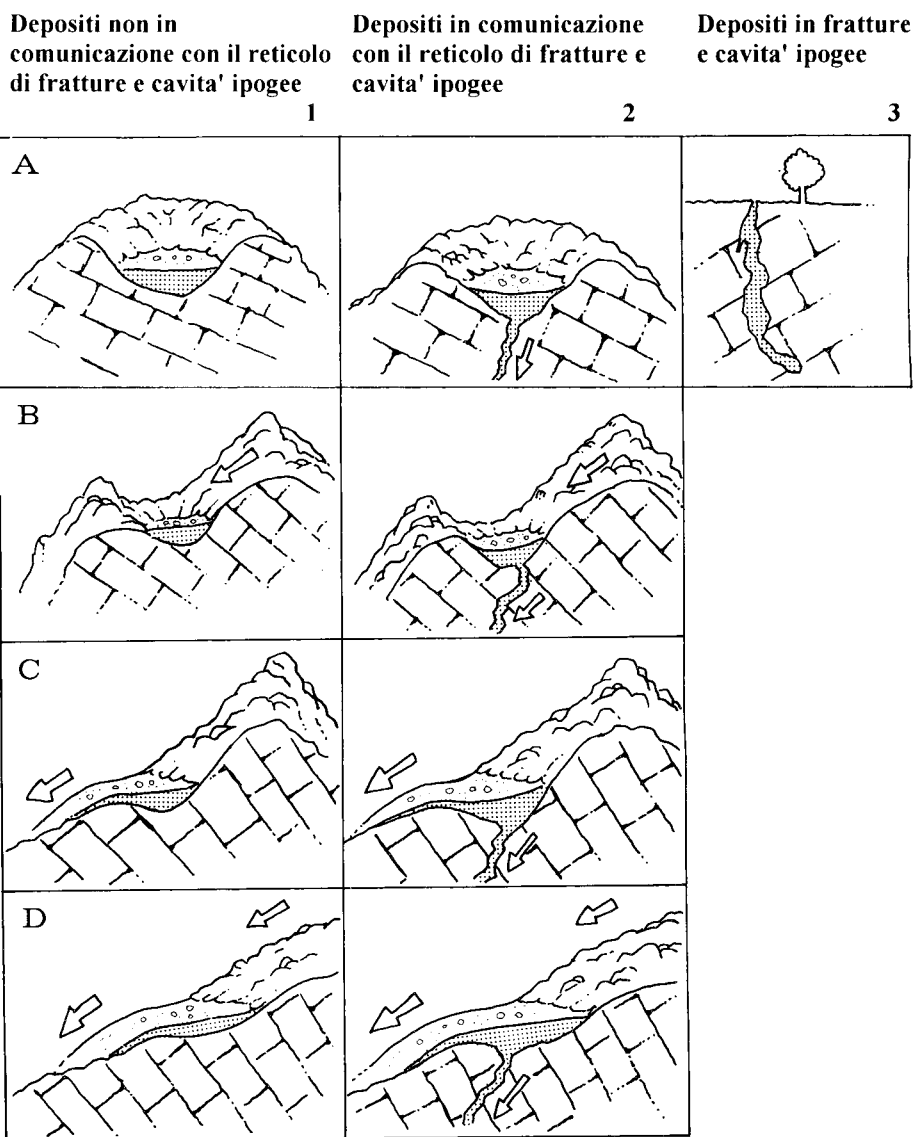 Depositi non in
comunicazione con il reticolo
di fratture e cavita' ipogee
1
Depositi in comunicazione
con il reticolo di fratture e
cavita' ipogee
2
Depositi in fratture
e cavita' ipogee
3
A
B
C
D